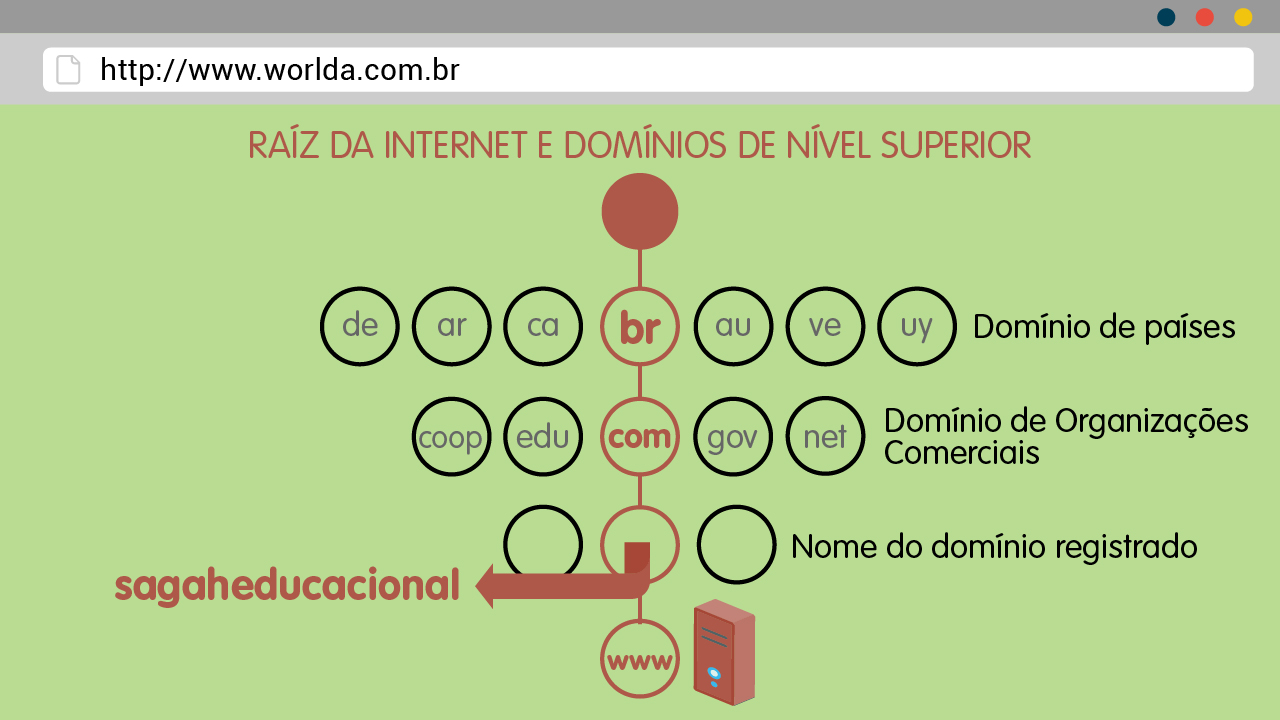 http://www.worlda.com.br
RAÍZ DA INTERNET E DOMÍNIOS DE NÍVEL SUPERIOR
de ar ca br au ve uy Domínio de países
coop edu com gov net Domínio de Organizações
Comerciais
Nome do domínio registrado
sagaheducacional
www